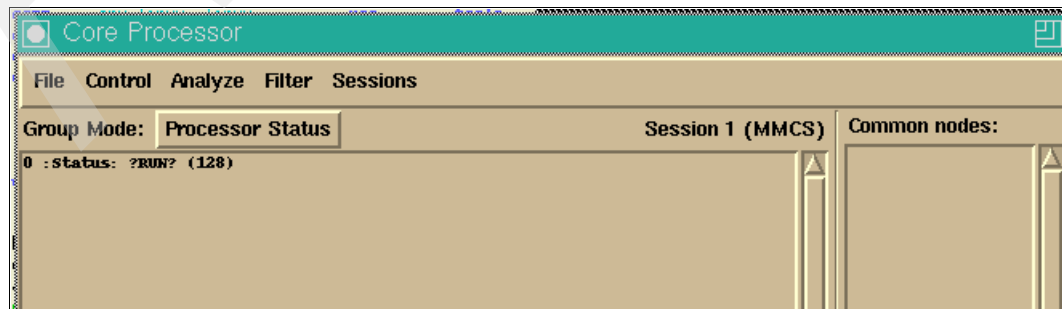 Core Processor
File Control Analyze Filter Sessions
Group Mode: Processor Status Session 1 (MMCS) Common nodes:
0 :status: ?RUN? (128)